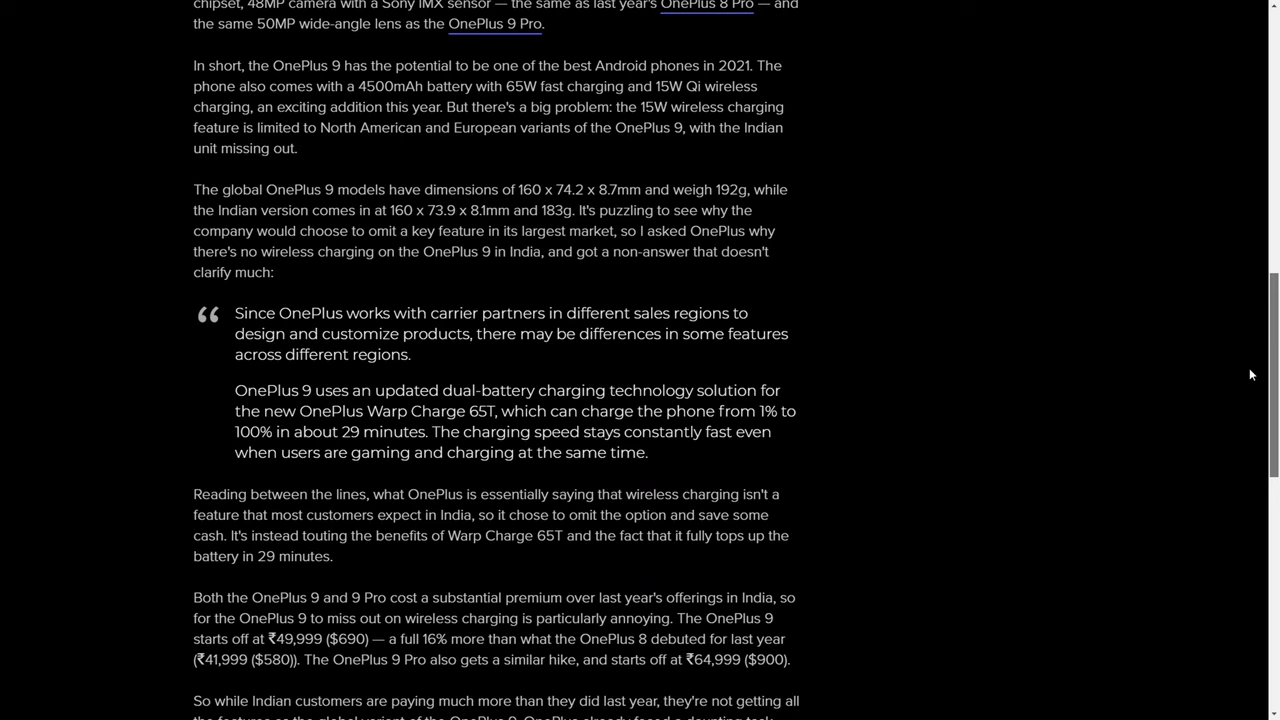 chipset, 48MP camera with a Sony IMX sensor — the same as last year's OnePlus 8 Pro — and
the same 50MP wide-angle lens as the OnePlus 9 Pro.
In short, the OnePlus 9 has the potential to be one of the best Android phones in 2021. The
phone also comes with a 4500mAh battery with 65W fast charging and 15W Qi wireless
charging, an exciting addition this year. But there's a big problem: the 15W wireless charging
feature is limited to North American and European variants of the OnePlus 9, with the Indian
unit missing out.
The global OnePlus 9 models have dimensions of 160 x 74.2 x 8.7mm and weigh 192g, while
the Indian version comes in at 160 x 73.9 x 8.1mm and 183g. It's puzzling to see why the
company would choose to omit a key feature in its largest market, so I asked OnePlus why
there's no wireless charging on the OnePlus 9 in India, and got a non-answer that doesn't
clarify much:
“ Since OnePlus works with carrier partners in different sales regions to
design and customize products, there may be differences in some features
across different regions.
OnePlus 9 uses an updated dual-battery charging technology solution for
the new OnePlus Warp Charge 65T, which can charge the phone from 1% to
100% in about 29 minutes. The charging speed stays constantly fast even
when users are gaming and charging at the same time.
Reading between the lines, what OnePlus is essentially saying that wireless charging isn't a
feature that most customers expect in India, so it chose to omit the option and save some
cash. It's instead touting the benefits of Warp Charge 65T and the fact that it fully tops up the
battery in 29 minutes.
Both the OnePlus 9 and 9 Pro cost a substantial premium over last year's offerings in India, so
for the OnePlus 9 to miss out on wireless charging is particularly annoying. The OnePlus 9
starts off at ₹49,999 ($690) — a full 16% more than what the OnePlus 8 debuted for last year
(₹41,999 ($580)). The OnePlus 9 Pro also gets a similar hike, and starts off at ₹64,999 ($900).
So while Indian customers are paying much more than they did last year, they're not getting all
the features as the global variant of the OnePlus 9. OnePlus already faced a daunting task